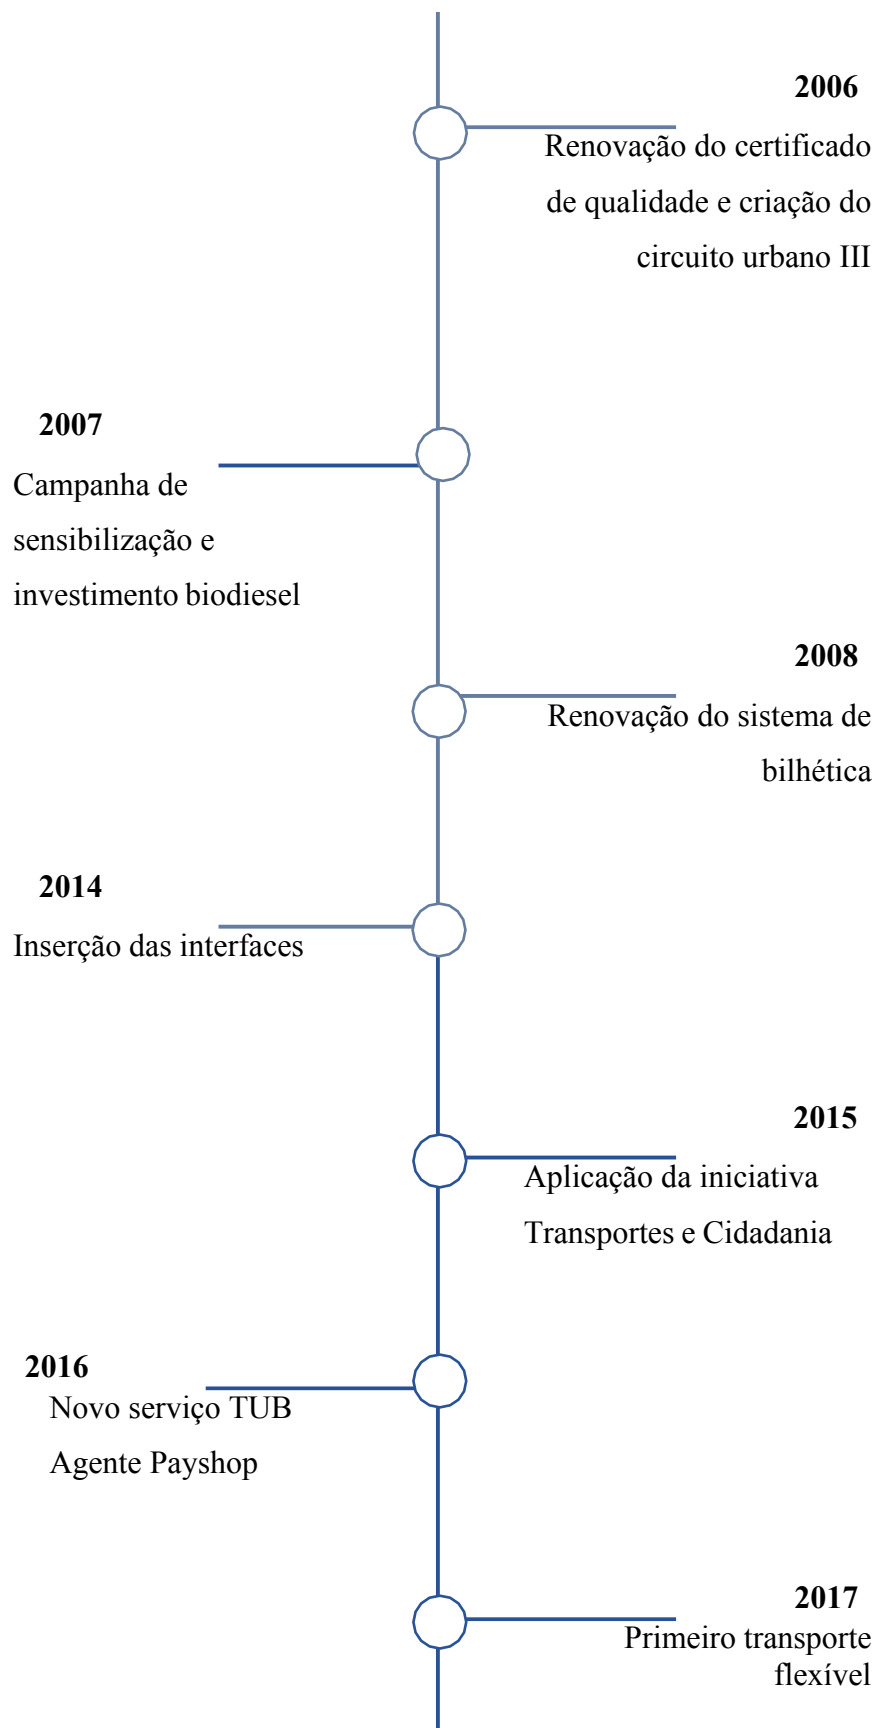 2006
Renovação do certificado
de qualidade e criação do
circuito urbano III
2007
Campanha de
sensibilização e
investimento biodiesel
2008
Renovação do sistema de
bilhética
2014
Inserção das interfaces
2015
Aplicação da iniciativa
Transportes e Cidadania
2016
Novo serviço TUB
Agente Payshop
2017
Primeiro transporte
flexível